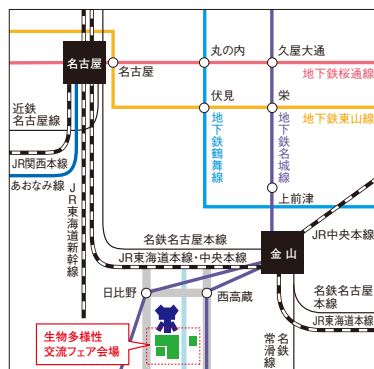 丸の内
久屋大通
名古屋
名古屋
地下鉄桜通線
伏見
栄
近鉄
名古屋線
地下鉄東山線
地下鉄鶴舞線
地下鉄名城線
JR関西本線
あおなみ線
JR東海道新幹線
上前津
JR中央本線
名鉄名古屋本線
JR東海道本線・中央本線
金山
日比野
西高蔵
名鉄名古屋
本線
JR東海道本線
名鉄
常滑線
生物多様性
交流フェア会場